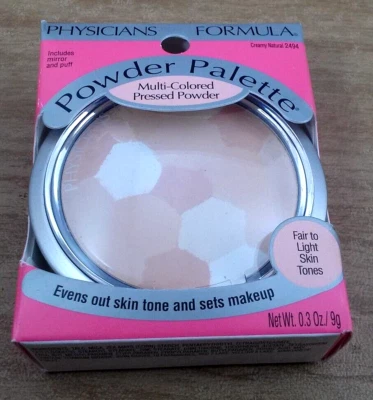 PHYSICIANS FORMULA®
Includes
mirror
and puff
Creamy Natural 2494
Powder Palette®
Multi-Colored
Pressed Powder
Fair to
Light
Skin
Tones
Evens out skin tone and sets makeup
Net Wt. 0.3 Oz./ 9g